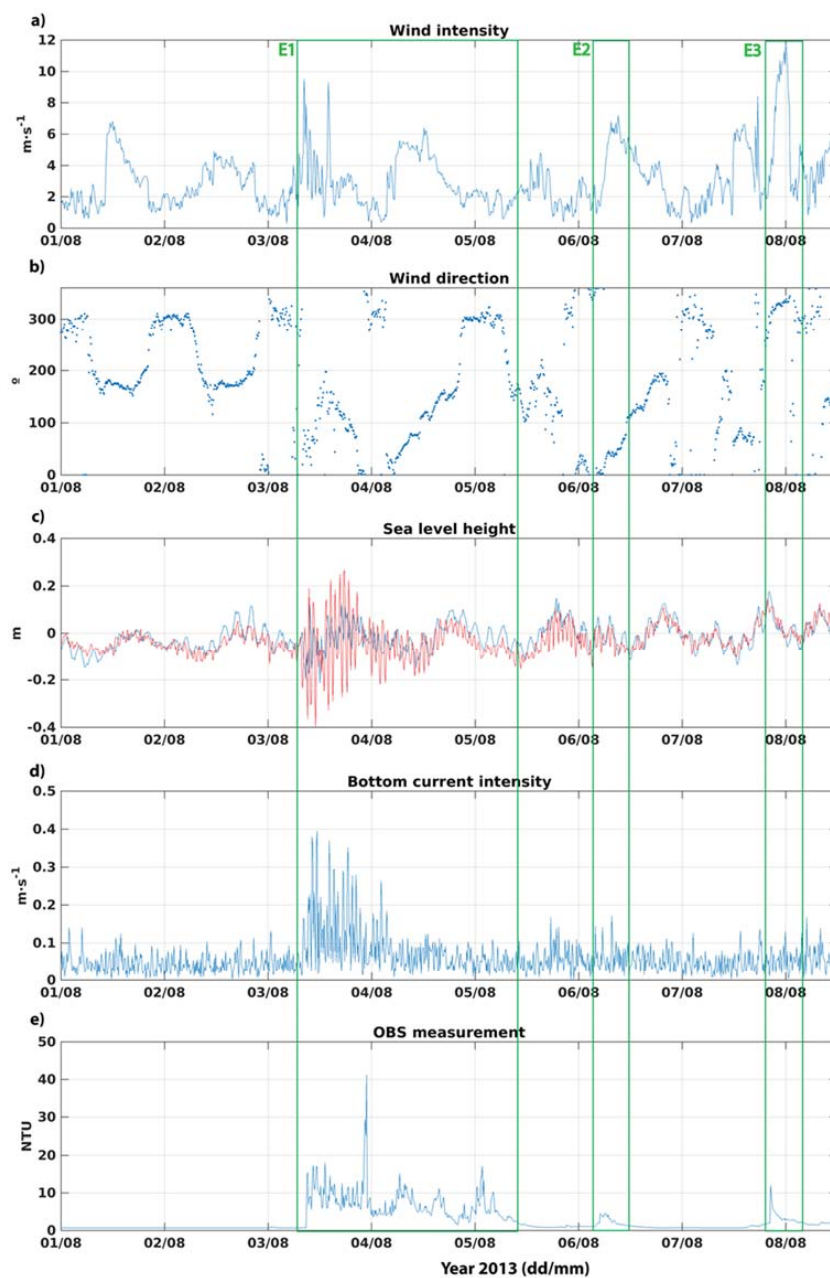 a)
Wind intensity
E1
E2
E3
12
10
8
6
4
2
0
m·s⁻¹
01/08 02/08 03/08 04/08 05/08 06/08 07/08 08/08
b)
Wind direction
300
200
100
0
º
01/08 02/08 03/08 04/08 05/08 06/08 07/08 08/08
c)
Sea level height
0.4
0.2
0
-0.2
-0.4
m
01/08 02/08 03/08 04/08 05/08 06/08 07/08 08/08
d)
Bottom current intensity
0.5
0.4
0.3
0.2
0.1
0
m·s⁻¹
01/08 02/08 03/08 04/08 05/08 06/08 07/08 08/08
e)
OBS measurement
50
40
30
20
10
0
NTU
01/08 02/08 03/08 04/08 05/08 06/08 07/08 08/08
Year 2013 (dd/mm)